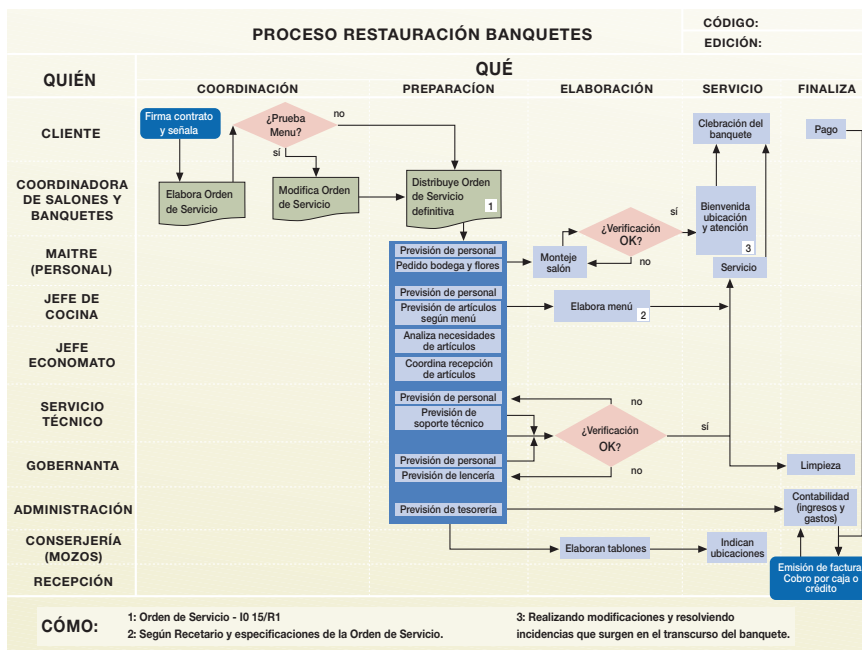 PROCESO RESTAURACIÓN BANQUETES
CÓDIGO:
EDICIÓN:
QUIÉN
QUÉ
COORDINACIÓN
PREPARACÍON
ELABORACIÓN
SERVICIO
FINALIZA
CLIENTE
Firma contrato
y señala
¿Prueba
Menu?
no
sí
Clebración del
banquete
Pago
COORDINADORA
DE SALONES Y
BANQUETES
Elabora Orden
de Servicio
Modifica Orden
de Servicio
Distribuye Orden
de Servicio
definitiva
1
Bienvenida
ubicación
y atención
3
MAITRE
(PERSONAL)
Previsión de personal
Pedido bodega y flores
Monteje
salón
¿Verificación
OK?
sí
no
Servicio
JEFE DE
COCINA
Previsión de personal
Previsión de artículos
según menú
Elabora menú
2
JEFE
ECONOMATO
Analiza necesidades
de artículos
Coordina recepción
de artículos
SERVICIO
TÉCNICO
Previsión de personal
Previsión de
soporte técnico
¿Verificación
OK?
no
sí
no
GOBERNANTA
Previsión de personal
Previsión de lencería
Limpieza
ADMINISTRACIÓN
Previsión de tesorería
Contabilidad
(ingresos y
gastos)
CONSERJERÍA
(MOZOS)
Elaboran tablones
Indican
ubicaciones
RECEPCIÓN
Emisión de factura
Cobro por caja o
crédito
CÓMO:
1: Orden de Servicio - I0 15/R1
2: Según Recetario y especificaciones de la Orden de Servicio.
3: Realizando modificaciones y resolviendo
incidencias que surgen en el transcurso del banquete.